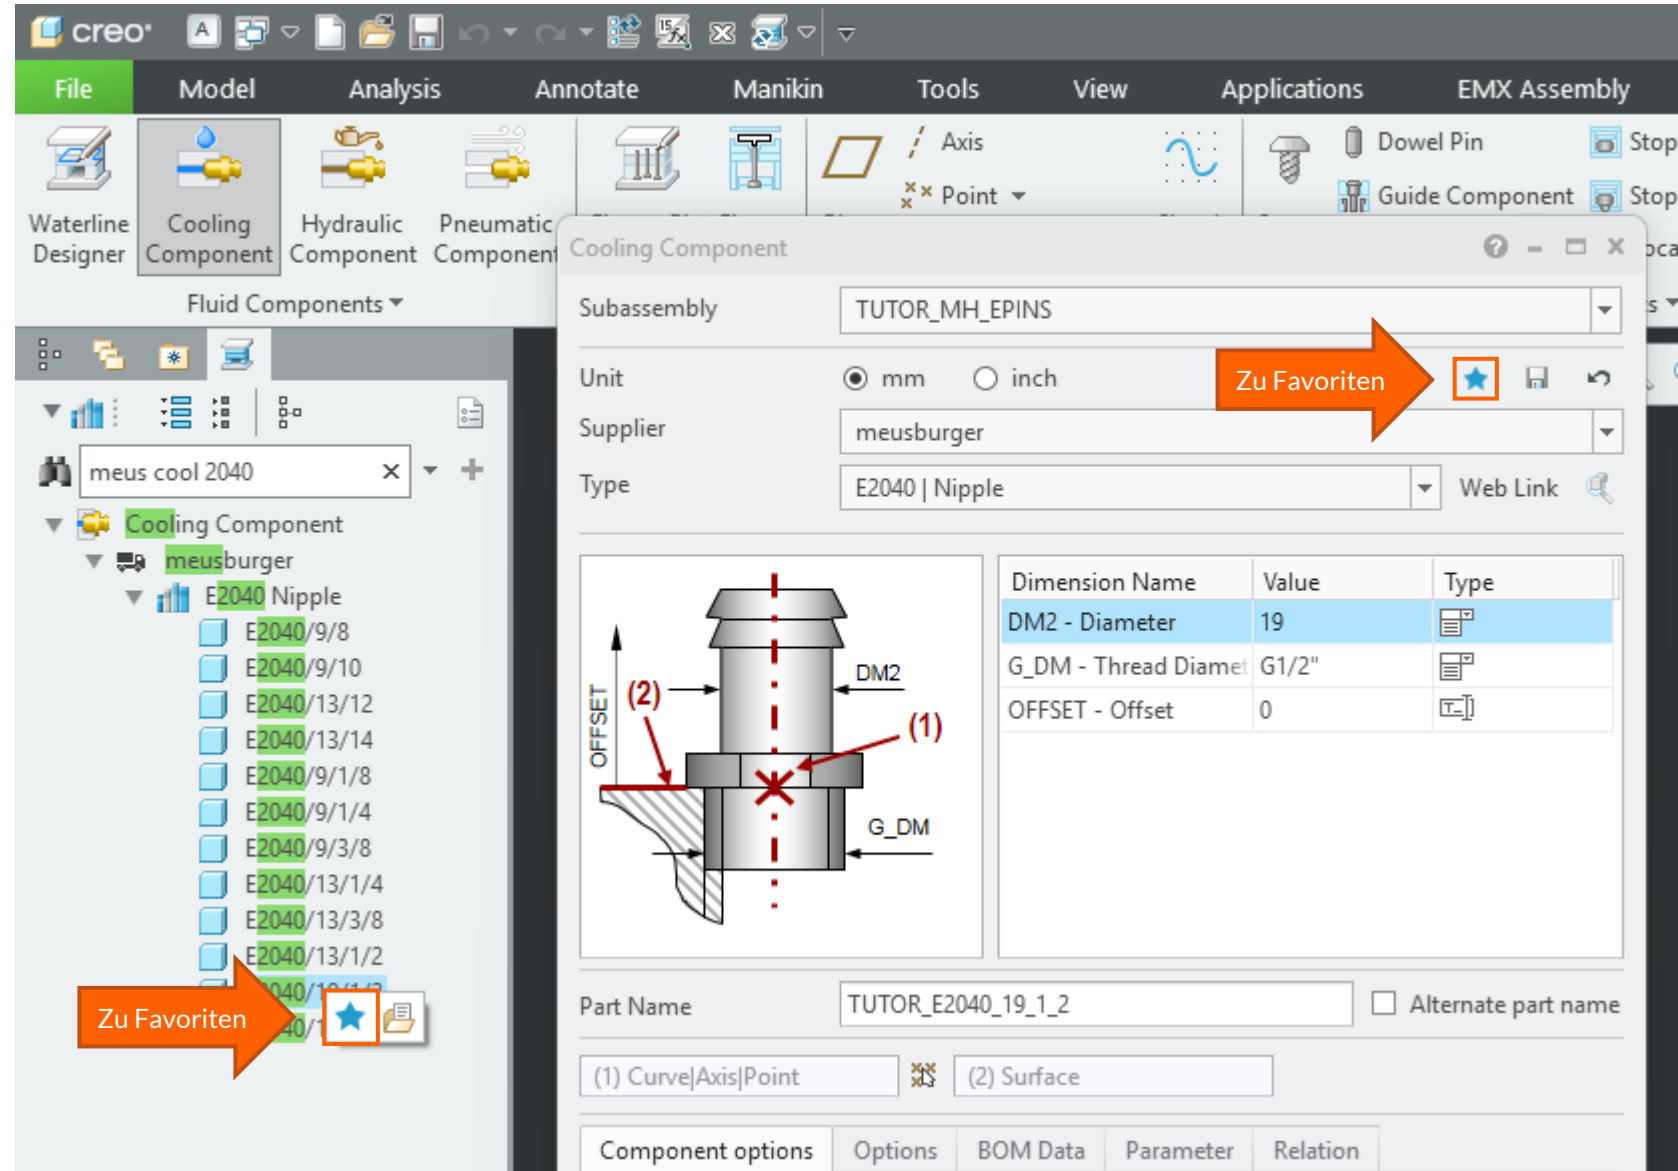 creo
A
15
File Model Analysis Annotate Manikin Tools View Applications EMX Assembly
Waterline Designer
Cooling Component
Hydraulic Component
Pneumatic Component
Axis
Point
Dowel Pin
Guide Component
Stop
Stop
Fluid Components
Cooling Component
Subassembly TUTOR_MH_EPINS
Unit mm inch
Zu Favoriten
Supplier meusburger
Type E2040 | Nipple Web Link
meus cool 2040
Cooling Component
meusburger
E2040 Nipple
E2040/9/8
E2040/9/10
E2040/13/12
E2040/13/14
E2040/9/1/8
E2040/9/1/4
E2040/9/3/8
E2040/13/1/4
E2040/13/3/8
E2040/13/1/2
Zu Favoriten
OFFSET
(2)
DM2
(1)
G_DM
Dimension Name Value Type
DM2 - Diameter 19
G_DM - Thread Diamet G1/2"
OFFSET - Offset 0
Part Name TUTOR_E2040_19_1_2 Alternate part name
(1) Curve|Axis|Point (2) Surface
Component options Options BOM Data Parameter Relation